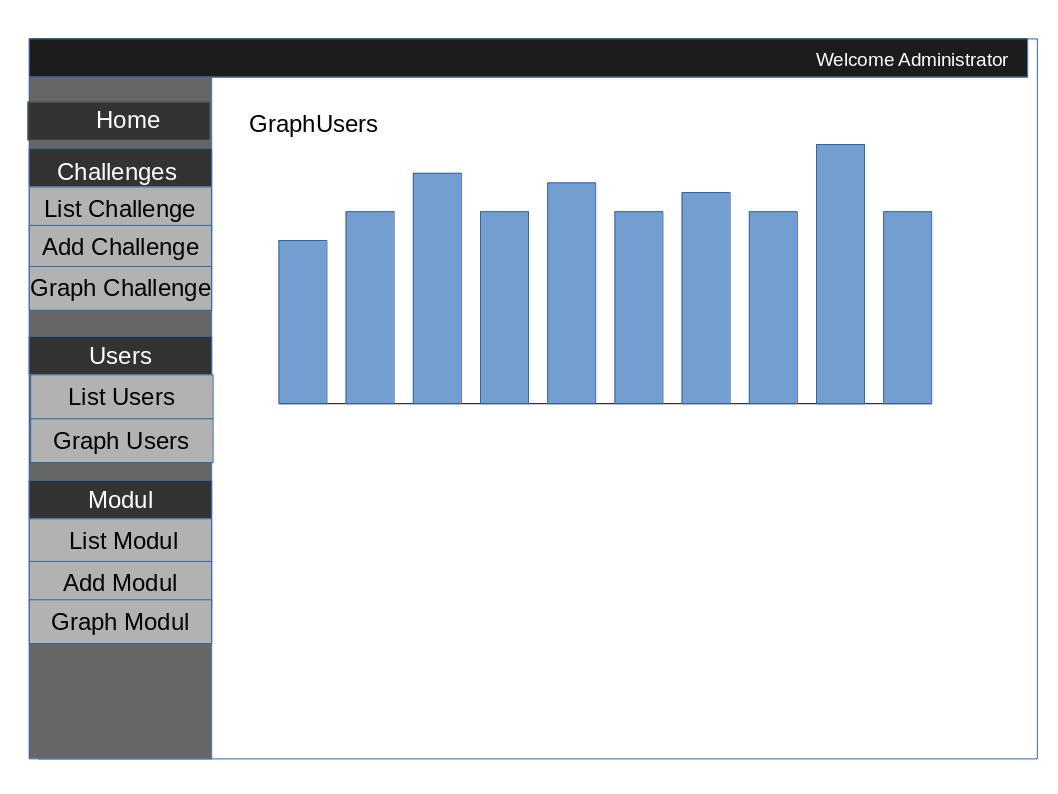 Welcome Administrator
Home
GraphUsers
Challenges
List Challenge
Add Challenge
Graph Challenge
Users
List Users
Graph Users
Modul
List Modul
Add Modul
Graph Modul